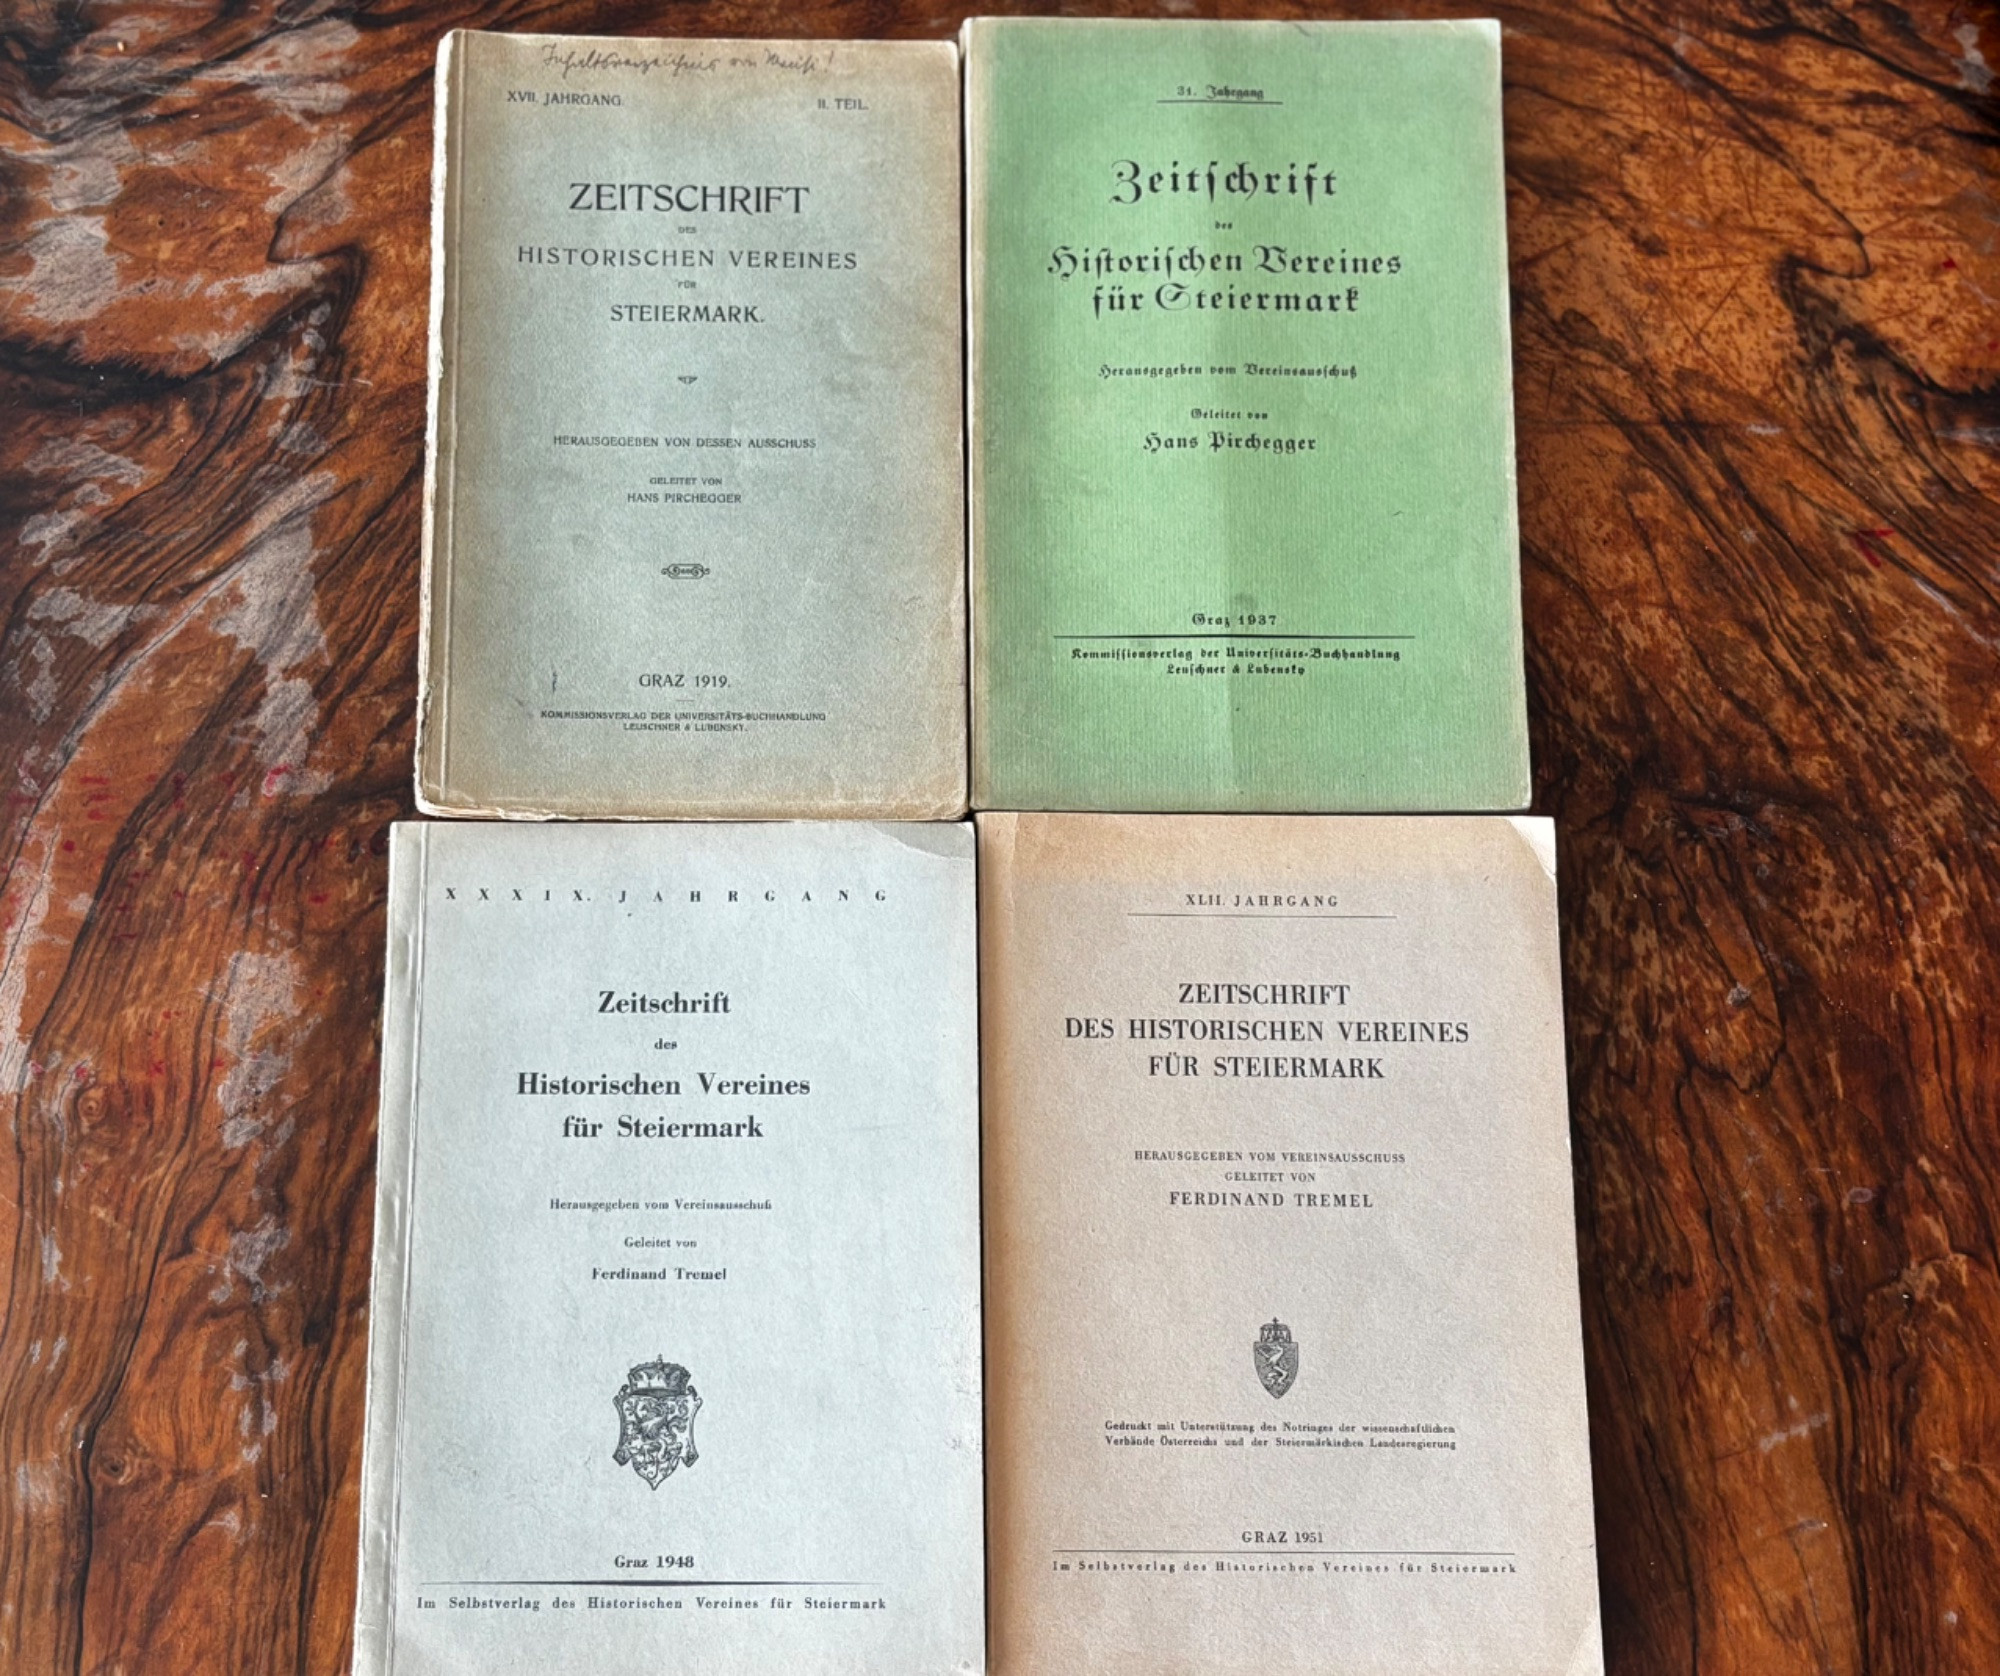 Inhaltsverzeichnis von
XVII. JAHRGANG. II. TEIL.
ZEITSCHRIFT
DES
HISTORISCHEN VEREINES
FÜR
STEIERMARK.
HERAUSGEGEBEN VON DESSEN AUSSCHUSS
GELEITET VON
HANS PIRCHEGGER
GRAZ 1919.
KOMMISSIONSVERLAG DER UNIVERSITÄTS-BUCHHANDLUNG
LEUSCHNER & LUBENSKY.
31. Jahrgang
Zeitschrift
des
Historischen Vereines
für Steiermark
Herausgegeben vom Vereinsausschuß
Geleitet von
Hans Pirchegger
Graz 1937
Kommissionsverlag der Universitäts-Buchhandlung
Leuschner & Lubensky
XXXIX. JAHRGANG
Zeitschrift
des
Historischen Vereines
für Steiermark
Herausgegeben vom Vereinsausschuß
Geleitet von
Ferdinand Tremel
Graz 1948
Im Selbstverlag des Historischen Vereines für Steiermark
XLII. JAHRGANG
ZEITSCHRIFT
DES HISTORISCHEN VEREINES
FÜR STEIERMARK
HERAUSGEGEBEN VOM VEREINSAUSSCHUSS
GELEITET VON
FERDINAND TREMEL
Gedruckt mit Unterstützung des Notringes der wissenschaftlichen
Verbände Österreichs und der Steiermärkischen Landesregierung
GRAZ 1951
Im Selbstverlag des Historischen Vereines für Steiermark